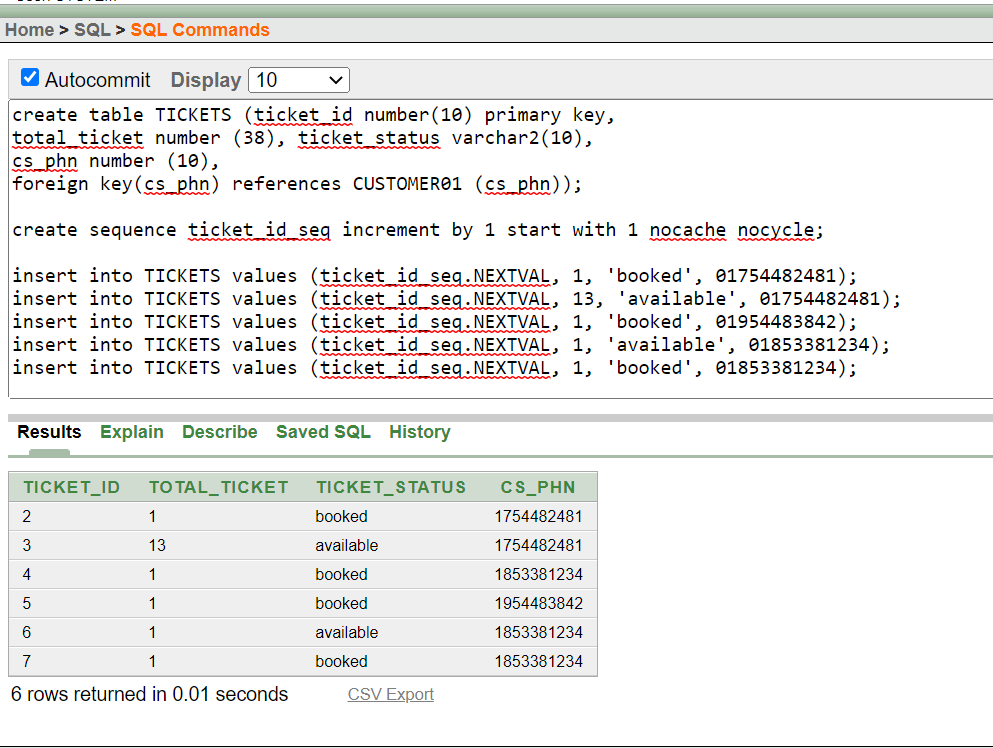 Home > SQL > SQL Commands
Autocommit Display 10
create table TICKETS (ticket_id number(10) primary key,
total_ticket number (38), ticket_status varchar2(10),
cs_phn number (10),
foreign key(cs_phn) references CUSTOMER01 (cs_phn));
create sequence ticket_id_seq increment by 1 start with 1 nocache nocycle;
insert into TICKETS values (ticket_id_seq.NEXTVAL, 1, 'booked', 01754482481);
insert into TICKETS values (ticket_id_seq.NEXTVAL, 13, 'available', 01754482481);
insert into TICKETS values (ticket_id_seq.NEXTVAL, 1, 'booked', 01954483842);
insert into TICKETS values (ticket_id_seq.NEXTVAL, 1, 'available', 01853381234);
insert into TICKETS values (ticket_id_seq.NEXTVAL, 1, 'booked', 01853381234);
Results Explain Describe Saved SQL History
TICKET_ID TOTAL_TICKET TICKET_STATUS CS_PHN
2 1 booked 1754482481
3 13 available 1754482481
4 1 booked 1853381234
5 1 booked 1954483842
6 1 available 1853381234
7 1 booked 1853381234
6 rows returned in 0.01 seconds CSV Export